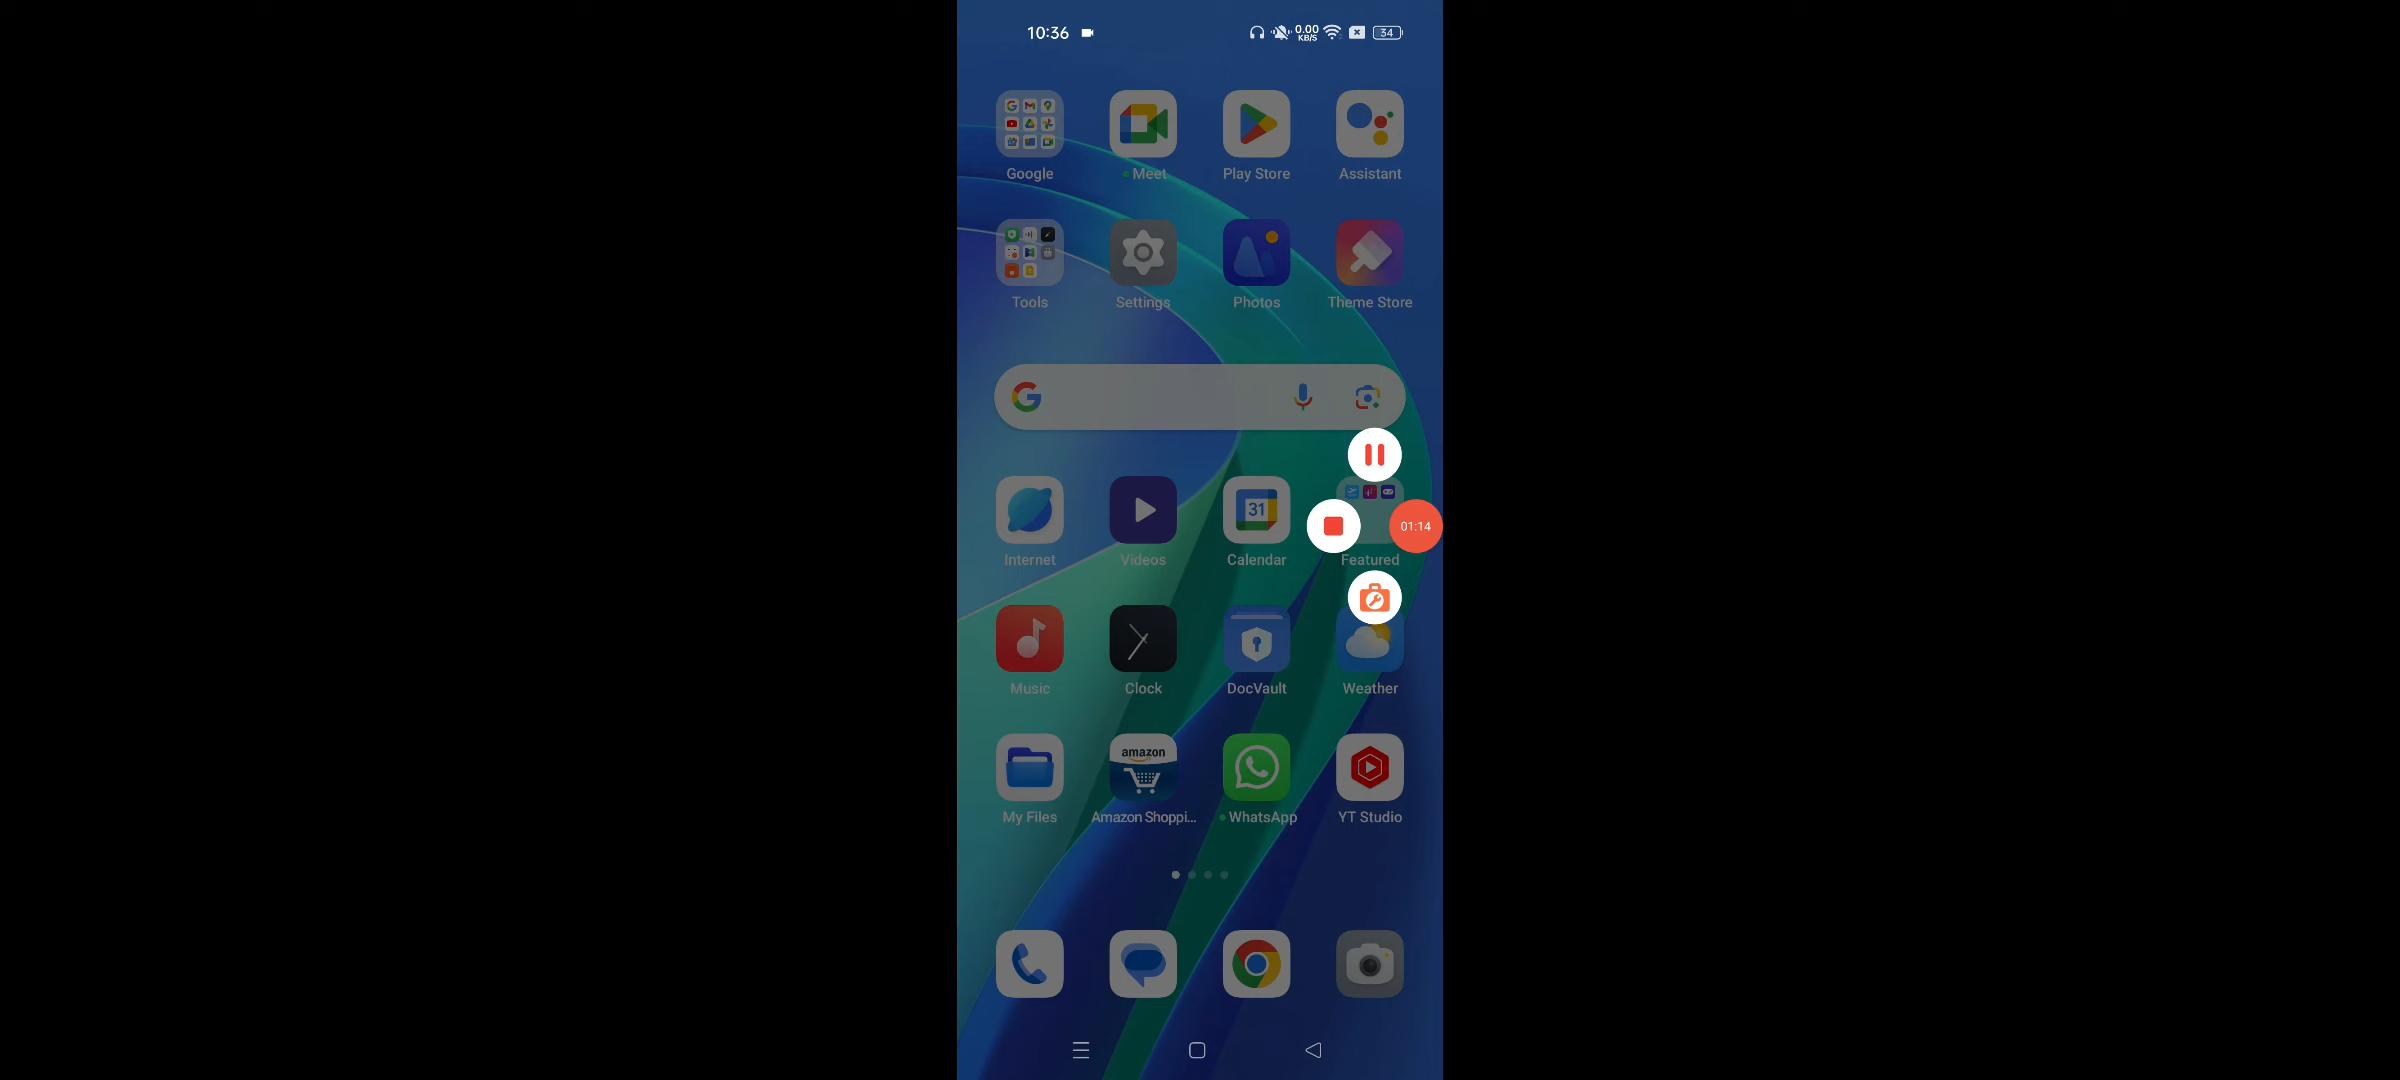 10:36 0.00 KB/S 34
Google Meet Play Store Assistant
Tools Settings Photos Theme Store
31
Internet Videos Calendar Featured
01:14
Music Clock DocVault Weather
amazon
My Files Amazon Shoppi... WhatsApp YT Studio